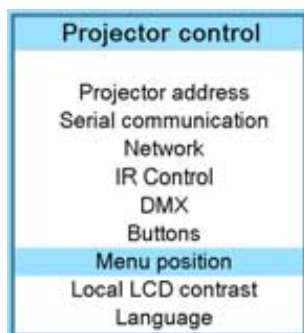 Projector control
Projector address
Serial communication
Network
IR Control
DMX
Buttons
Menu position
Local LCD contrast
Language